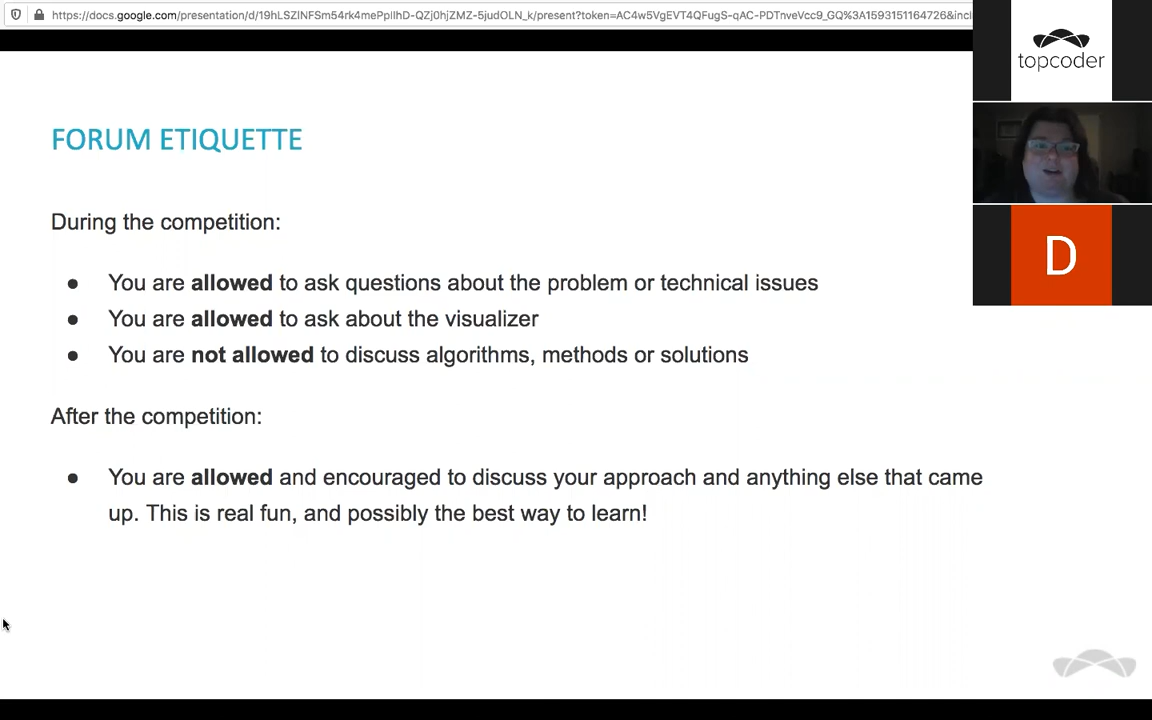 https://docs.google.com/presentation/d/19hLSZlNFSm54rk4mePpIlhD-QZj0hjZMZ-5judOLN_k/present?token=AC4w5VgEVT4QFugS-qAC-PDTnveVcc9_GQ%3A1593151164726&incl
topcoder
FORUM ETIQUETTE
During the competition:
● You are allowed to ask questions about the problem or technical issues
● You are allowed to ask about the visualizer
● You are not allowed to discuss algorithms, methods or solutions
D
After the competition:
● You are allowed and encouraged to discuss your approach and anything else that came
up. This is real fun, and possibly the best way to learn!